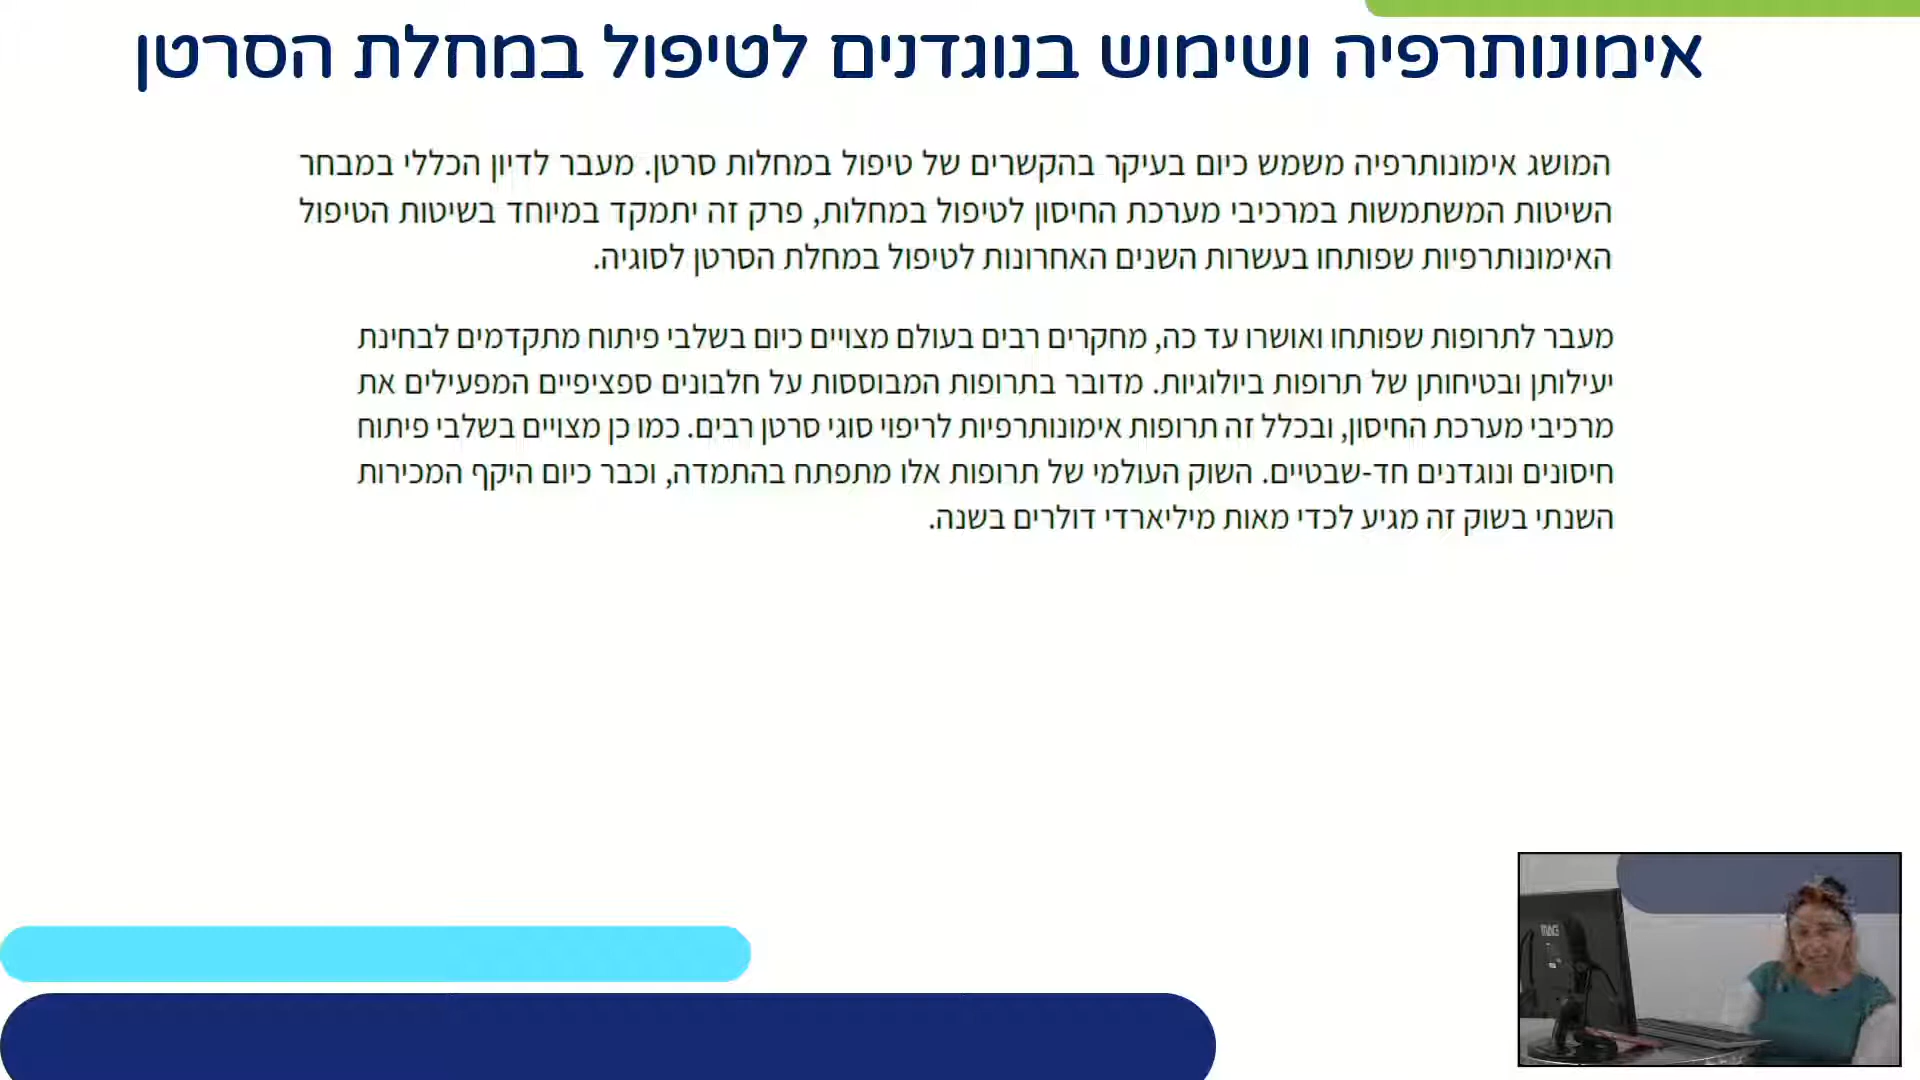 אימונותרפיה ושימוש בנוגדנים לטיפול במחלת הסרטן
המושג אימונותרפיה משמש כיום בעיקר בהקשרים של טיפול במחלות סרטן. מעבר לדיון הכללי במבחר
השיטות המשתמשות במרכיבי מערכת החיסון לטיפול במחלות, פרק זה יתמקד במיוחד בשיטות הטיפול
האימונותרפיות שפותחו בעשרות השנים האחרונות לטיפול במחלת הסרטן לסוגיה.
מעבר לתרופות שפותחו ואושרו עד כה, מחקרים רבים בעולם מצויים כיום בשלבי פיתוח מתקדמים לבחינת
יעילותן ובטיחותן של תרופות ביולוגיות. מדובר בתרופות המבוססות על חלבונים ספציפיים המפעילים את
מרכיבי מערכת החיסון, ובכלל זה תרופות אימונותרפיות לריפוי סוגי סרטן רבים. כמו כן מצויים בשלבי פיתוח
חיסונים ונוגדנים חד-שבטיים. השוק העולמי של תרופות אלו מתפתח בהתמדה, וכבר כיום היקף המכירות
השנתי בשוק זה מגיע לכדי מאות מיליארדי דולרים בשנה.